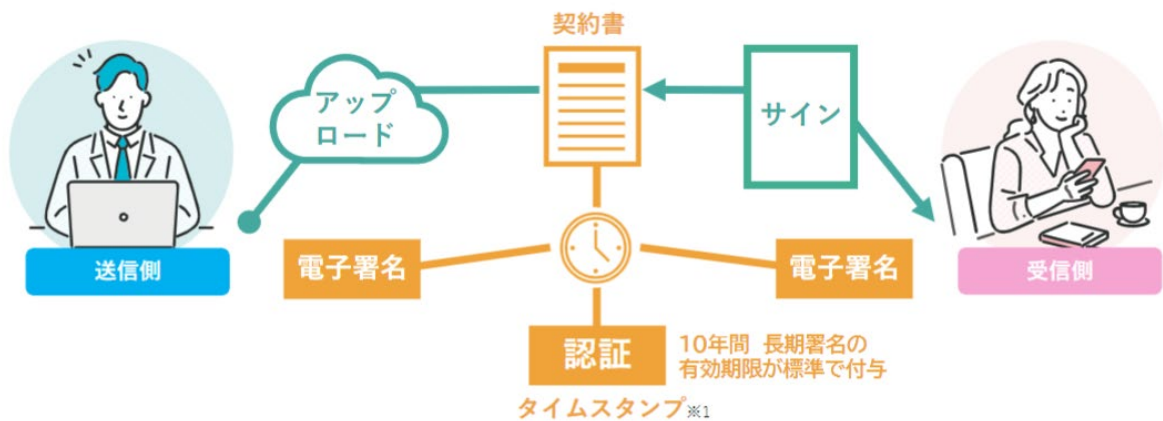 契約書
アップ
ロード
サイン
送信側
電子署名
電子署名
受信側
認証
10年間 長期署名の
有効期限が標準で付与
タイムスタンプ※1